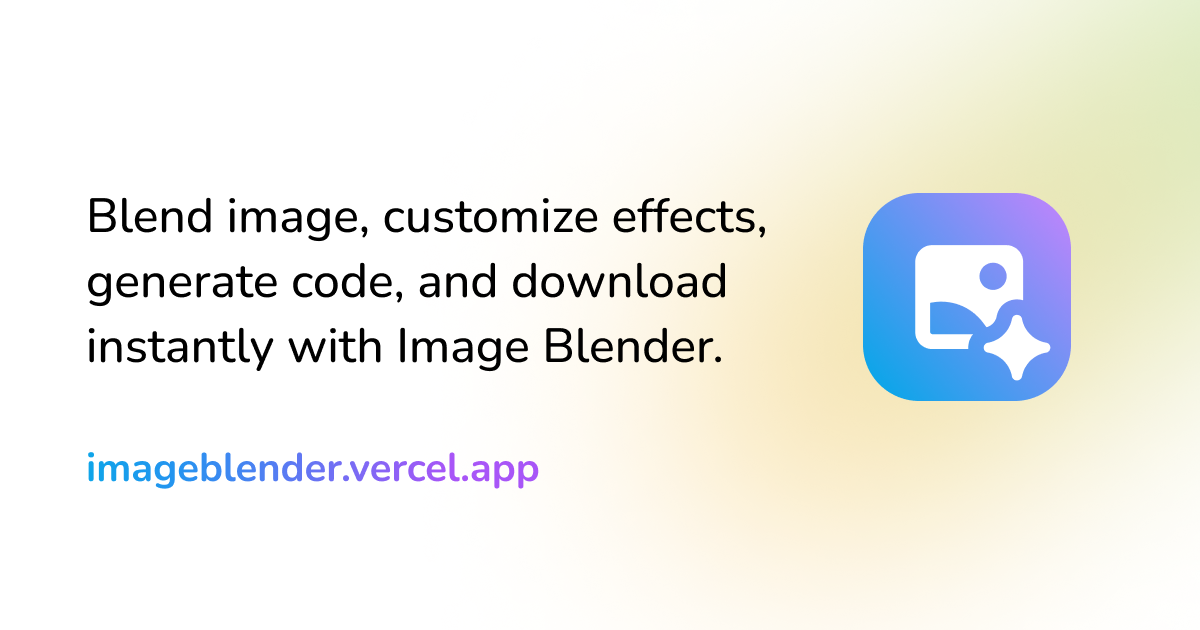 Blend image, customize effects,
generate code, and download
instantly with Image Blender.
imageblender.vercel.app